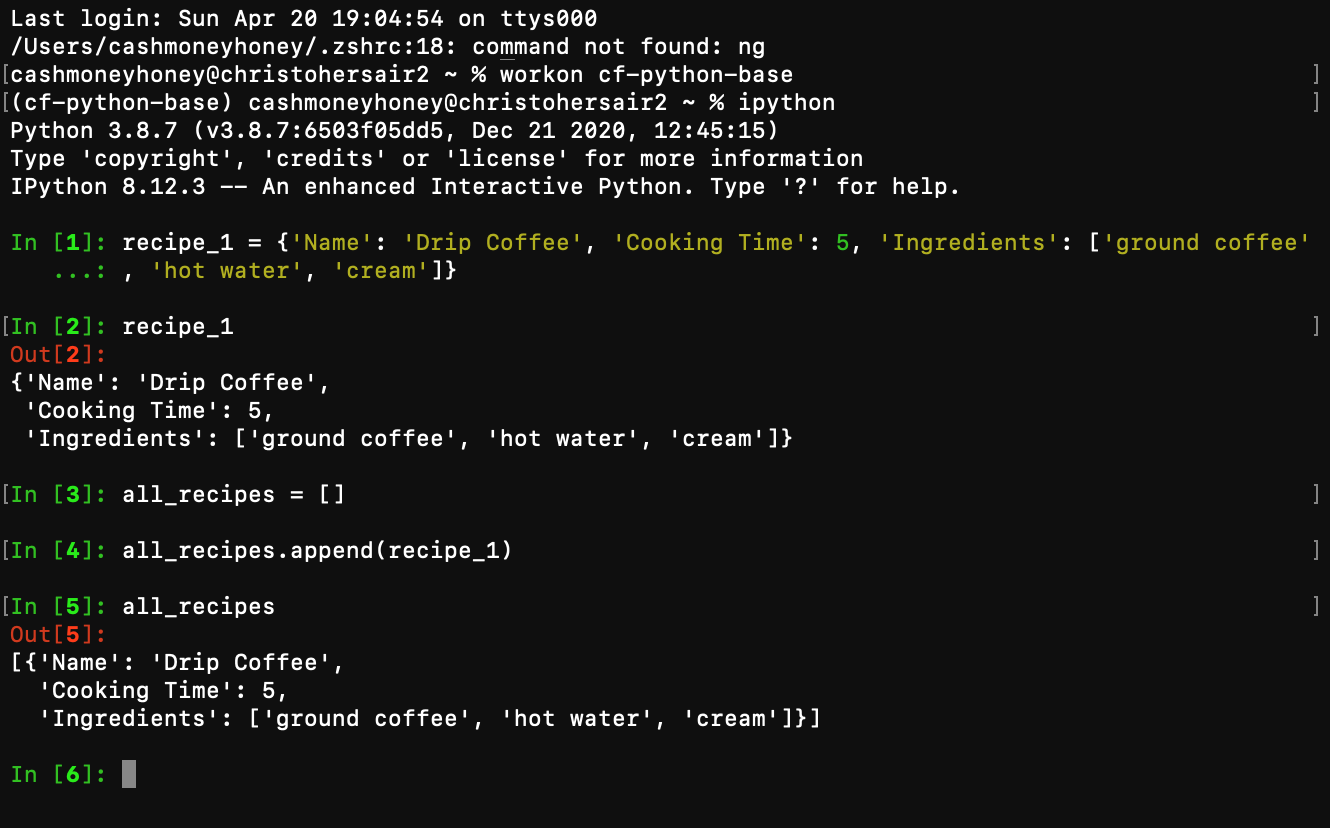 Last login: Sun Apr 20 19:04:54 on ttys000
/Users/cashmoneyhoney/.zshrc:18: command not found: ng
[cashmoneyhoney@christohersair2 ~ % workon cf-python-base ]
[(cf-python-base) cashmoneyhoney@christohersair2 ~ % ipython ]
Python 3.8.7 (v3.8.7:6503f05dd5, Dec 21 2020, 12:45:15)
Type 'copyright', 'credits' or 'license' for more information
IPython 8.12.3 -- An enhanced Interactive Python. Type '?' for help.
In [1]: recipe_1 = {'Name': 'Drip Coffee', 'Cooking Time': 5, 'Ingredients': ['ground coffee'
...: , 'hot water', 'cream']}
[In [2]: recipe_1 ]
Out[2]:
{'Name': 'Drip Coffee',
'Cooking Time': 5,
'Ingredients': ['ground coffee', 'hot water', 'cream']}
[In [3]: all_recipes = [] ]
[In [4]: all_recipes.append(recipe_1) ]
[In [5]: all_recipes ]
Out[5]:
[{'Name': 'Drip Coffee',
'Cooking Time': 5,
'Ingredients': ['ground coffee', 'hot water', 'cream']}]
In [6]: